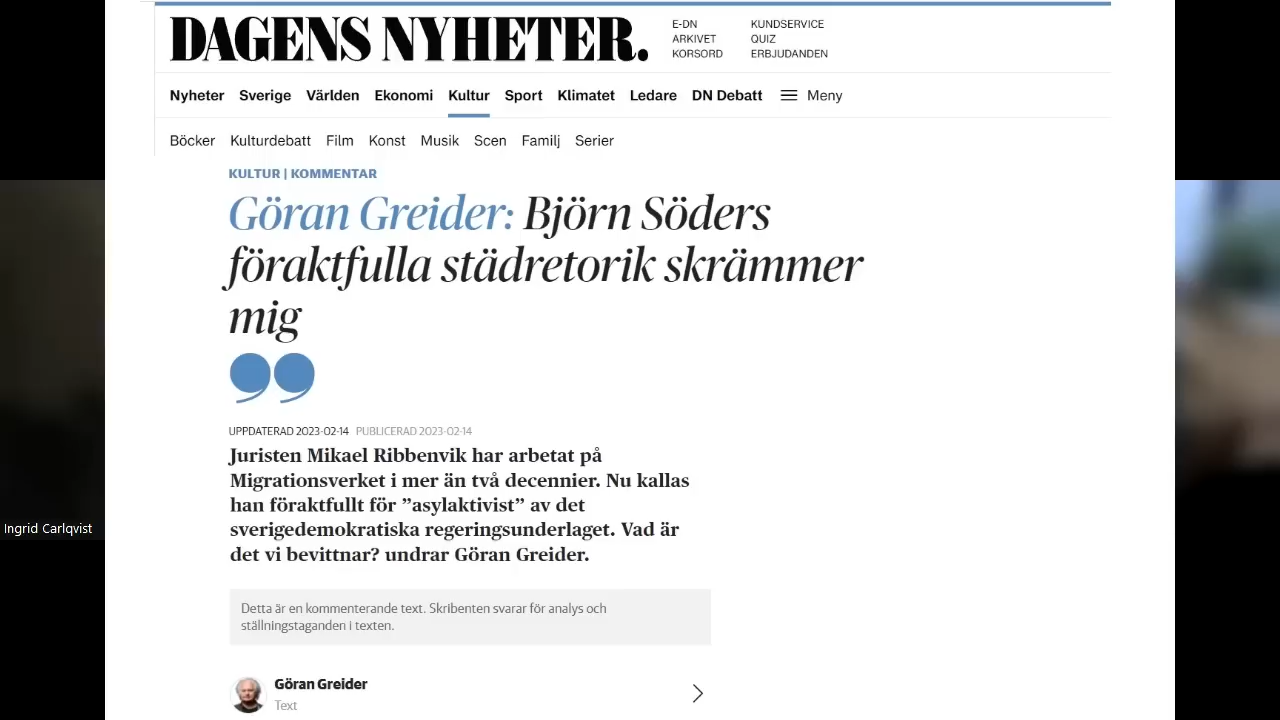 DAGENS NYHETER.
E-DN
ARKIVET
KORSORD
KUNDSERVICE
QUIZ
ERBJUDANDEN
Nyheter Sverige Världen Ekonomi Kultur Sport Klimatet Ledare DN Debatt Meny
Böcker Kulturdebatt Film Konst Musik Scen Familj Serier
KULTUR | KOMMENTAR
Göran Greider: Björn Söders
föraktfulla städretorik skrämmer
mig
UPPDATERAD 2023-02-14 PUBLICERAD 2023-02-14
Juristen Mikael Ribbenvik har arbetat på
Migrationsverket i mer än två decennier. Nu kallas
han föraktfullt för ”asylaktivist” av det
sverigedemokratiska regeringsunderlaget. Vad är
det vi bevittnar? undrar Göran Greider.
Ingrid Carlqvist
Detta är en kommenterande text. Skribenten svarar för analys och
ställningstaganden i texten.
Göran Greider
Text